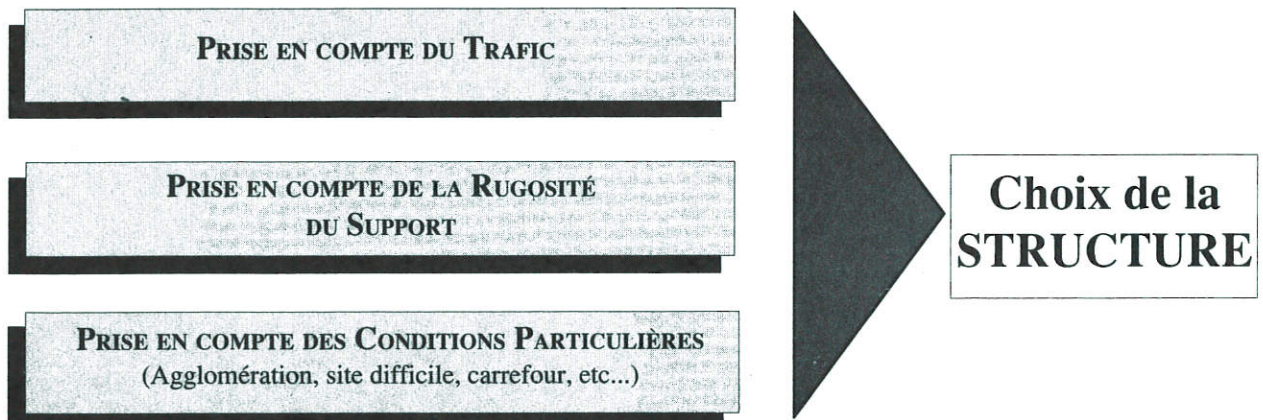 PRISE EN COMPTE DU TRAFIC
PRISE EN COMPTE DE LA RUGOSITÉ
DU SUPPORT
PRISE EN COMPTE DES CONDITIONS PARTICULIÈRES
(Agglomération, site difficile, carrefour, etc...)
Choix de la
STRUCTURE